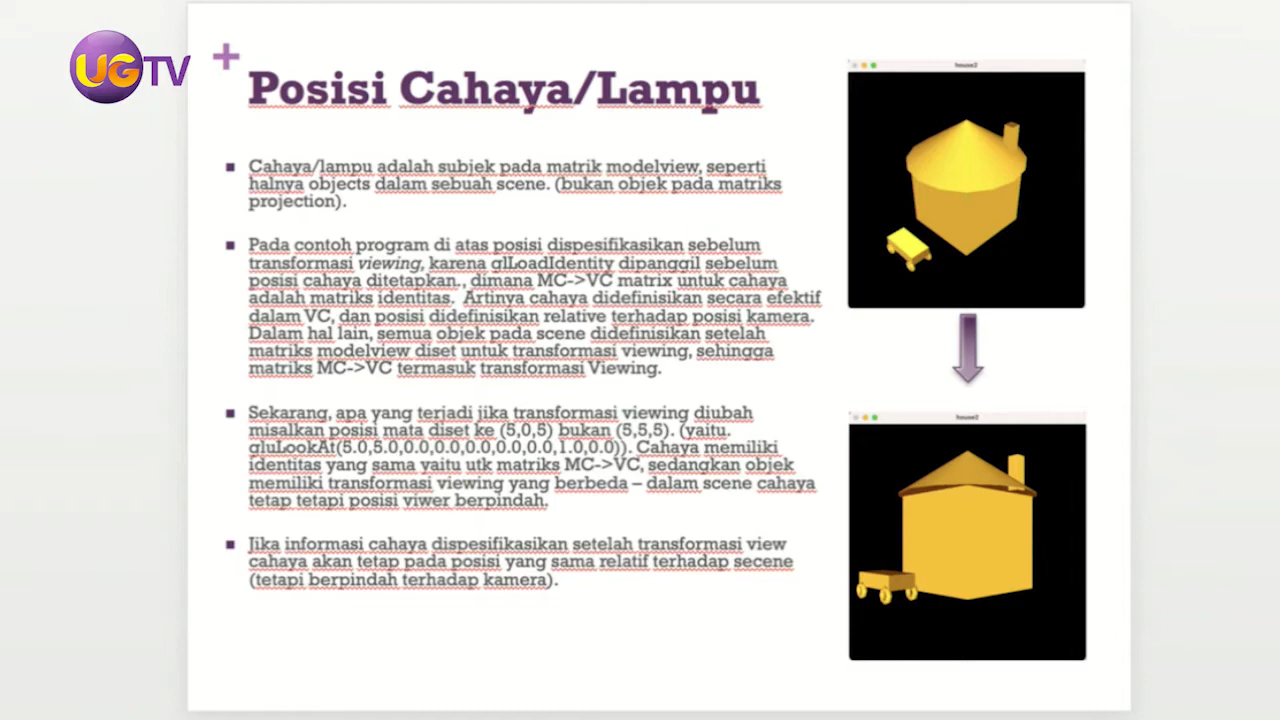 UGTV
+
Posisi Cahaya/Lampu
Cahaya/lampu adalah subjek pada matrik modelview, seperti
halnya objects dalam sebuah scene. (bukan objek pada matriks
projection).
Pada contoh program di atas posisi dispesifikasikan sebelum
transformasi viewing, karena glLoadIdentity dipanggil sebelum
posisi cahaya ditetapkan., dimana MC->VC matrix untuk cahaya
adalah matriks identitas. Artinya cahaya didefinisikan secara efektif
dalam VC, dan posisi didefinisikan relative terhadap posisi kamera.
Dalam hal lain, semua objek pada scene didefinisikan setelah
matriks modelview diset untuk transformasi viewing, sehingga
matriks MC->VC termasuk transformasi Viewing.
Sekarang, apa yang terjadi jika transformasi viewing diubah
misalkan posisi mata diset ke (5,0,5) bukan (5,5,5). (yaitu.
gluLookAt(5.0,5.0,0.0,0.0,0.0,0.0,0.0,1.0,0.0)). Cahaya memiliki
identitas yang sama yaitu utk matriks MC->VC, sedangkan objek
memiliki transformasi viewing yang berbeda – dalam scene cahaya
tetap tetapi posisi viwer berpindah.
Jika informasi cahaya dispesifikasikan setelah transformasi view
cahaya akan tetap pada posisi yang sama relatif terhadap secene
(tetapi berpindah terhadap kamera).
house2
house2